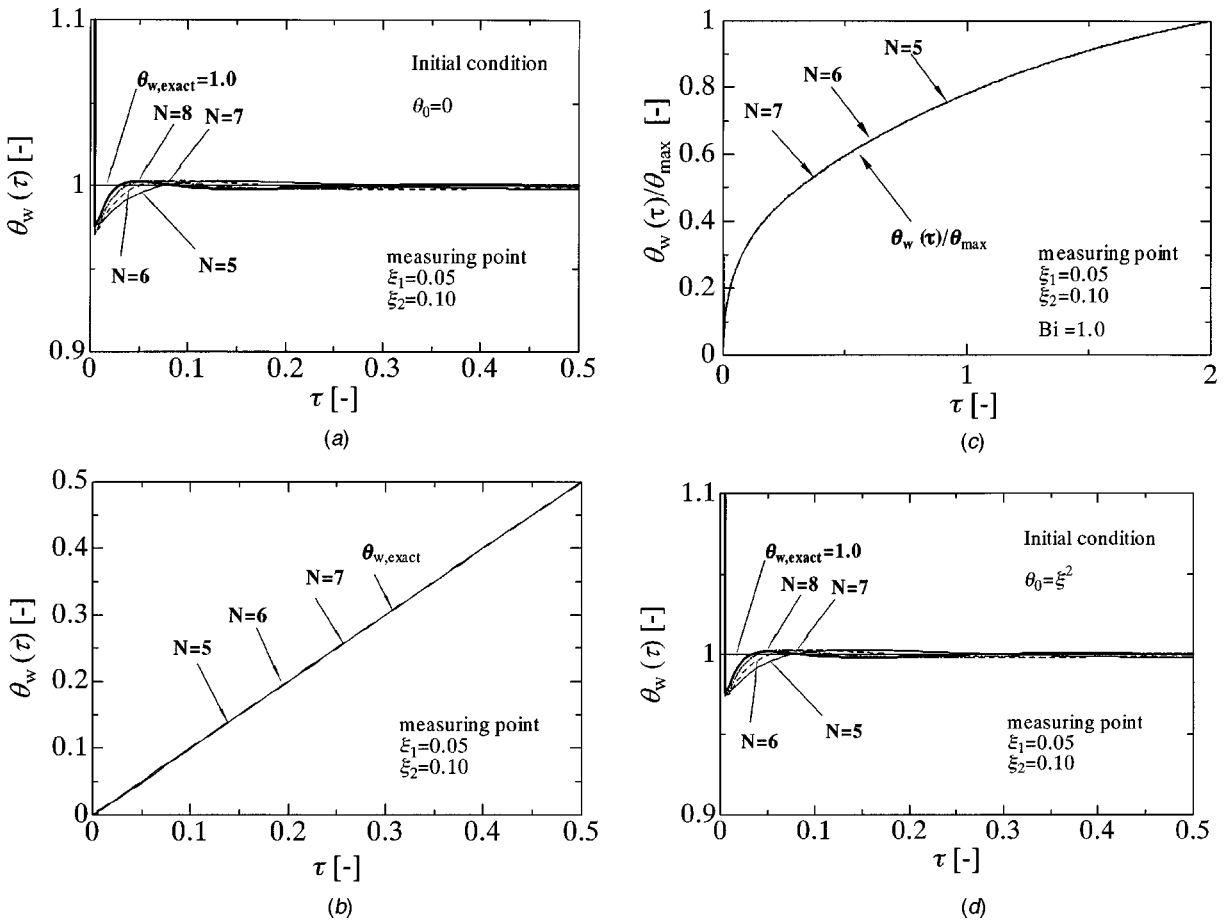 1.1
θw,exact=1.0
N=8
N=7
Initial condition
θ0=0
θw (τ) [-]
1
N=6
N=5
measuring point
ξ1=0.05
ξ2=0.10
0.9
0 0.1 0.2 0.3 0.4 0.5
τ [-]
(a)
1
N=5
0.8
N=6
N=7
θw (τ)/θmax [-]
0.6
0.4
θw (τ)/θmax
measuring point
ξ1=0.05
ξ2=0.10
0.2
Bi =1.0
0
0 1 2
τ [-]
(c)
0.5
0.4
θw,exact
N=7
0.3
N=6
N=5
θw (τ) [-]
0.2
measuring point
ξ1=0.05
ξ2=0.10
0.1
0
0 0.1 0.2 0.3 0.4 0.5
τ [-]
(b)
1.1
Initial condition
θw,exact=1.0
θ0=ξ²
N=8
N=7
θw (τ) [-]
1
N=6
N=5
measuring point
ξ1=0.05
ξ2=0.10
0.9
0 0.1 0.2 0.3 0.4 0.5
τ [-]
(d)